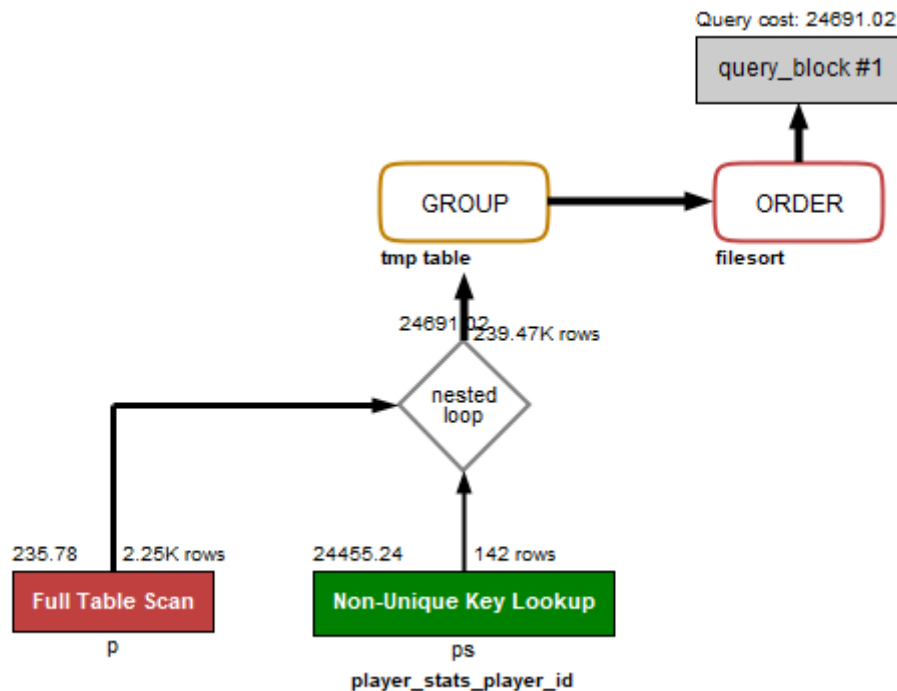 Query cost: 24691.02
query_block #1
GROUP
ORDER
tmp table
filesort
24691.02
239.47K rows
nested
loop
235.78
2.25K rows
24455.24
142 rows
Full Table Scan
Non-Unique Key Lookup
p
ps
player_stats_player_id